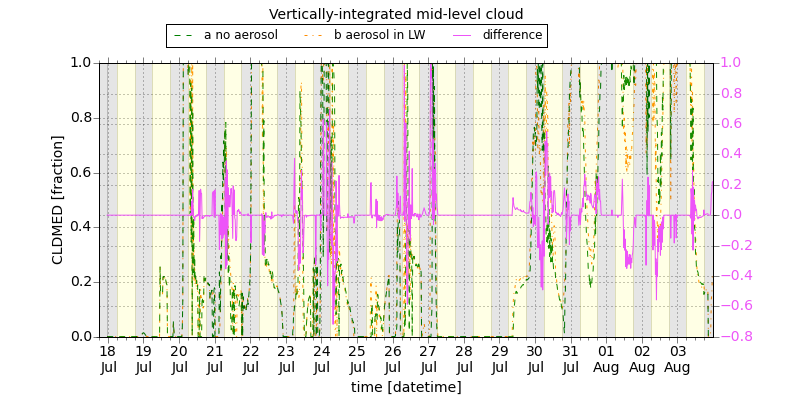 Vertically-integrated mid-level cloud
a no aerosol b aerosol in LW difference
CLDMED [fraction]
1.0
0.8
0.6
0.4
0.2
0.0
1.0
0.8
0.6
0.4
0.2
0.0
−0.2
−0.4
−0.6
−0.8
18 19 20 21 22 23 24 25 26 27 28 29 30 31 01 02 03
Jul Jul Jul Jul Jul Jul Jul Jul Jul Jul Jul Jul Jul Jul Aug Aug Aug
time [datetime]